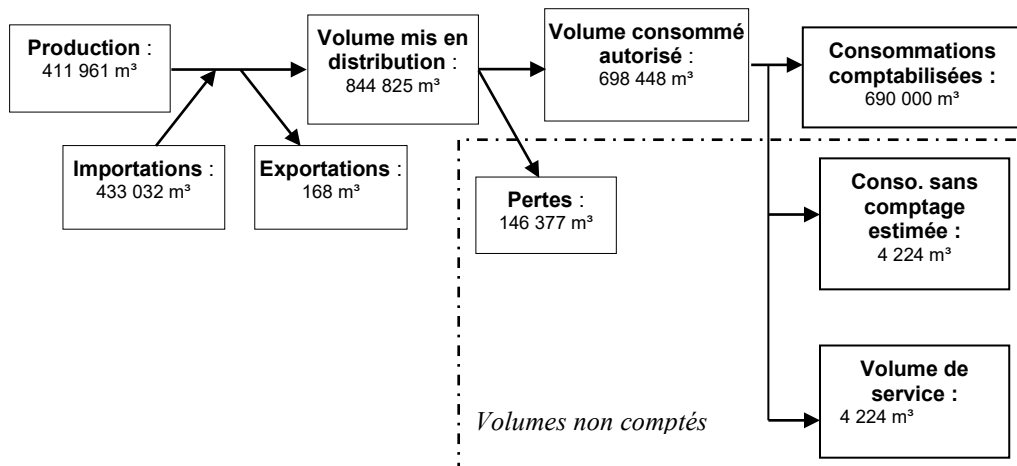 Production :
411 961 m³
Volume mis en
distribution :
844 825 m³
Volume consommé
autorisé :
698 448 m³
Consommations
comptabilisées :
690 000 m³
Importations :
433 032 m³
Exportations :
168 m³
Pertes :
146 377 m³
Conso. sans
comptage
estimée :
4 224 m³
Volume de
service :
4 224 m³
Volumes non comptés